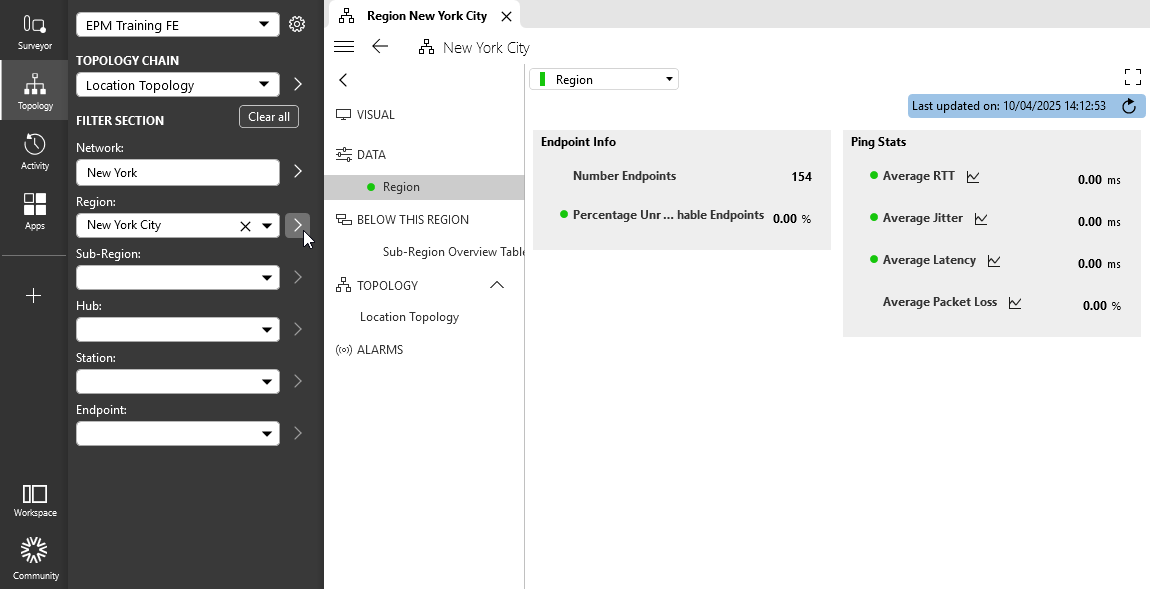 Surveyor
Topology
Activity
Apps
Workspace
Community
EPM Training FE
TOPOLOGY CHAIN
Location Topology
FILTER SECTION
Clear all
Network:
New York
Region:
New York City
Sub-Region:
Hub:
Station:
Endpoint:
Region New York City
New York City
VISUAL
DATA
Region
BELOW THIS REGION
Sub-Region Overview Table
TOPOLOGY
Location Topology
ALARMS
Region
Last updated on: 10/04/2025 14:12:53
Endpoint Info
Number Endpoints 154
Percentage Unr ... hable Endpoints 0.00 %
Ping Stats
Average RTT 0.00 ms
Average Jitter 0.00 ms
Average Latency 0.00 ms
Average Packet Loss 0.00 %